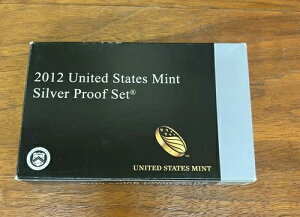 2012 United States Mint
Silver Proof Set®
UNITED STATES MINT